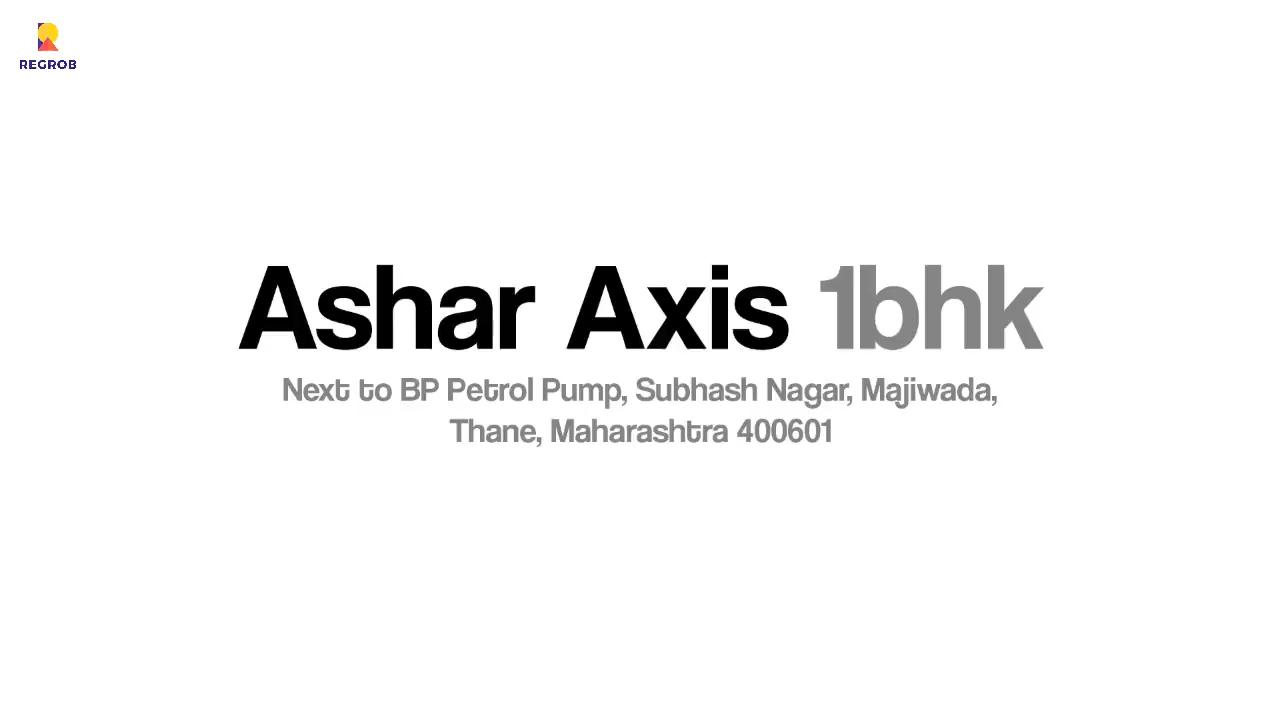 REGROB
Ashar Axis 1bhk
Next to BP Petrol Pump, Subhash Nagar, Majiwada,
Thane, Maharashtra 400601